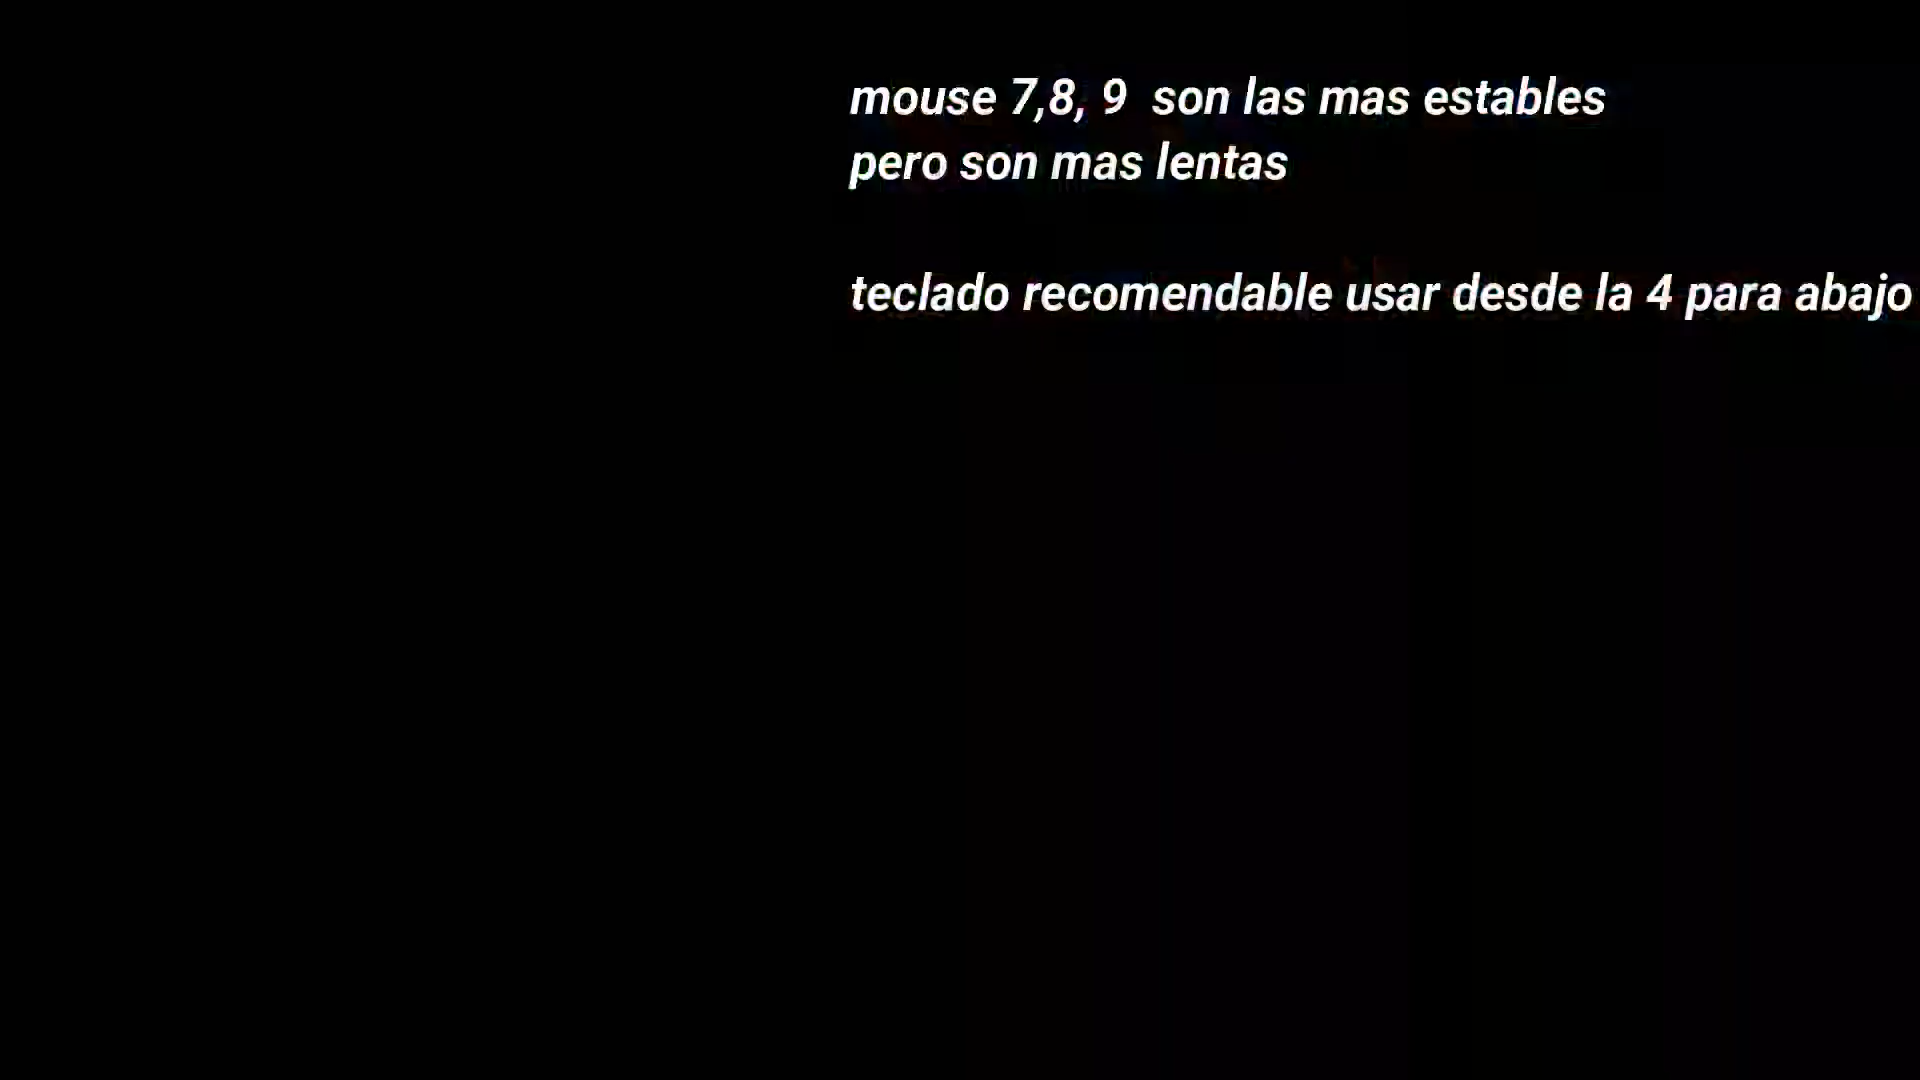 mouse 7,8, 9  son las mas estables
pero son mas lentas
teclado recomendable usar desde la 4 para abajo